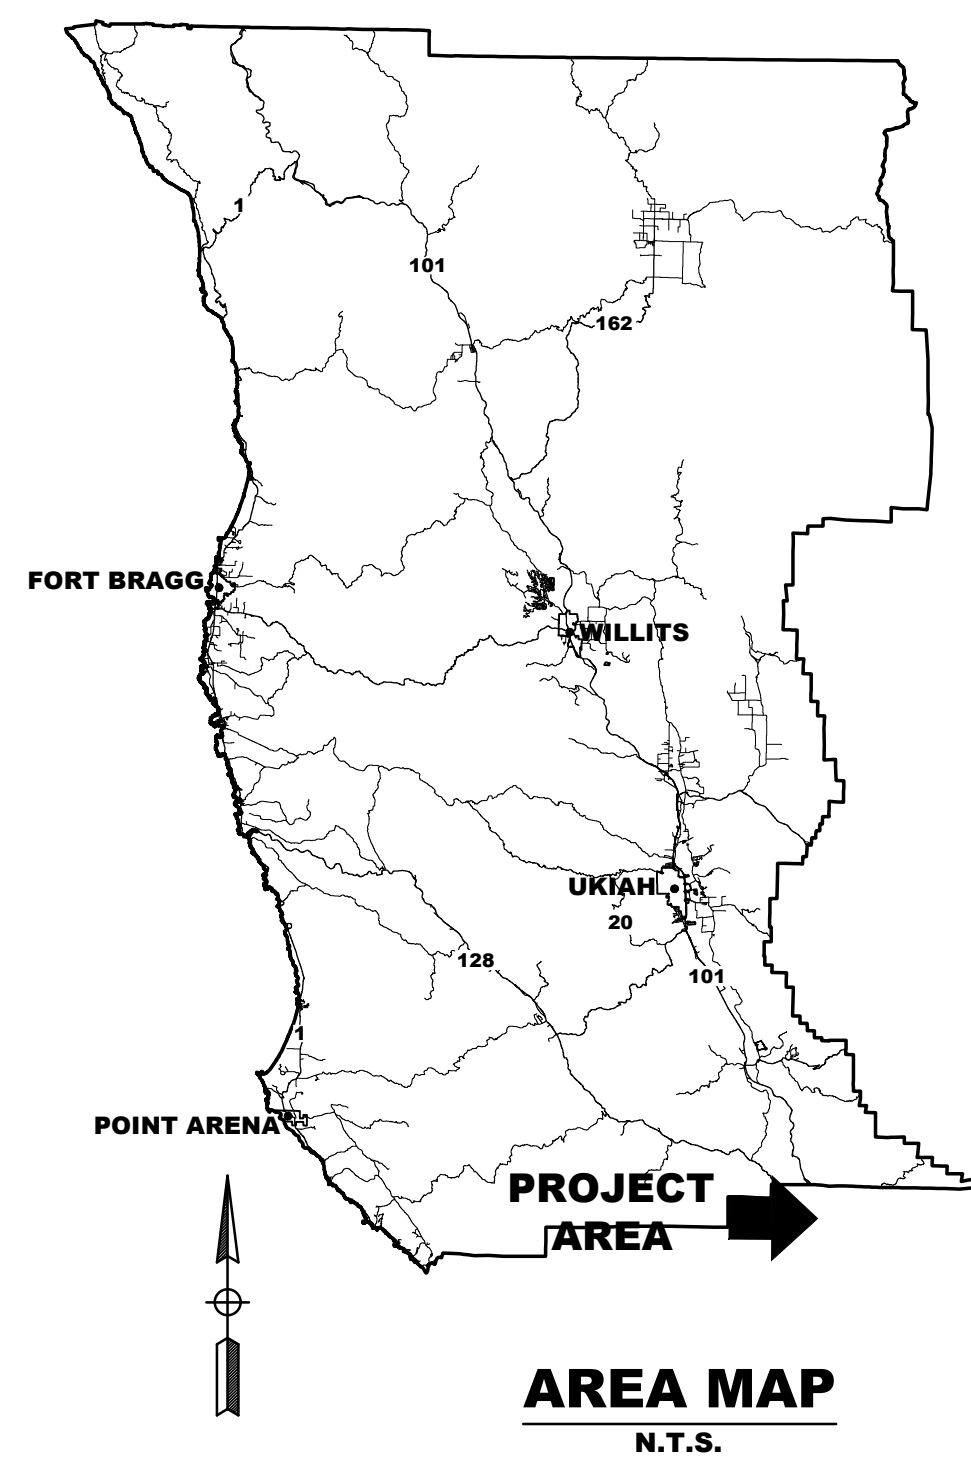 1
101
162
FORT BRAGG
WILLITS
UKIAH
20
128
101
1
POINT ARENA
PROJECT
AREA
AREA MAP
N.T.S.